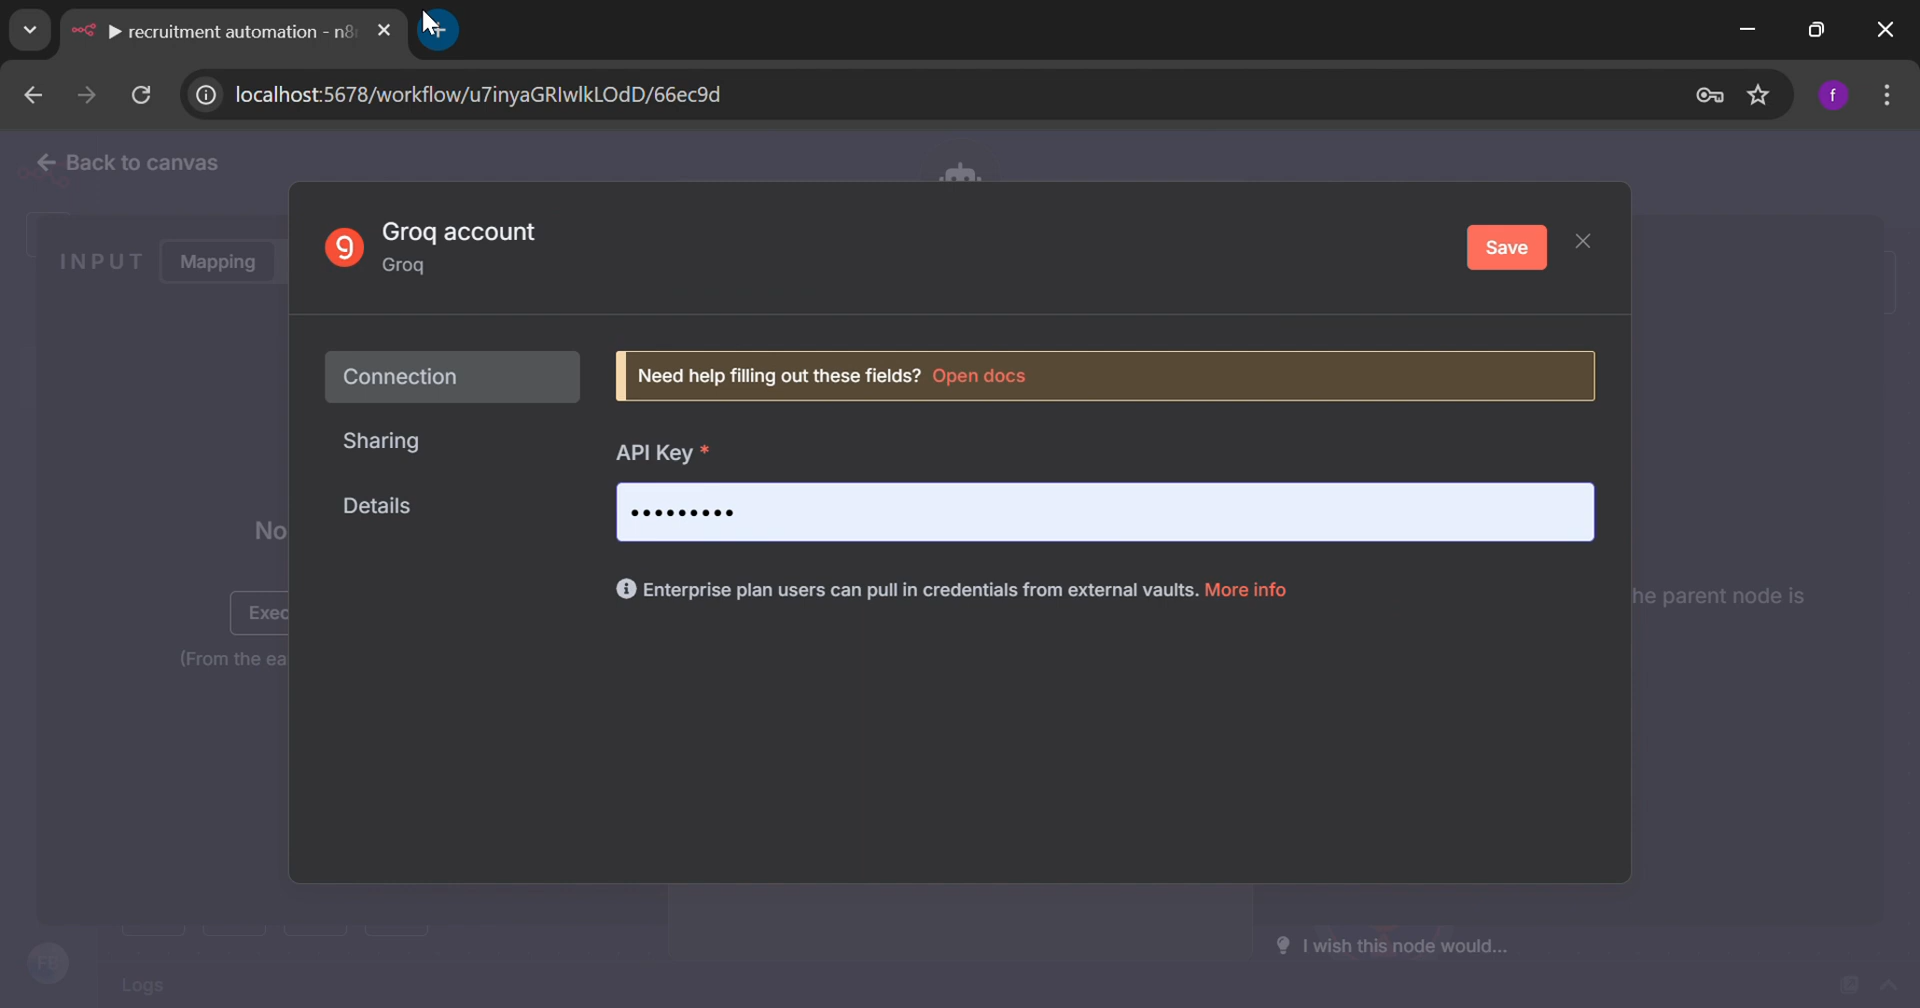 recruitment automation - n8
localhost:5678/workflow/u7inyaGRIwlkLOdD/66ec9d
f
Back to canvas
INPUT
Mapping
Groq account
Groq
Save
Need help filling out these fields? Open docs
Connection
Sharing
Details
API Key *
•••••••••
Enterprise plan users can pull in credentials from external vaults. More info
No
Exec
(From the ea
he parent node is
I wish this node would...
FE
Logs